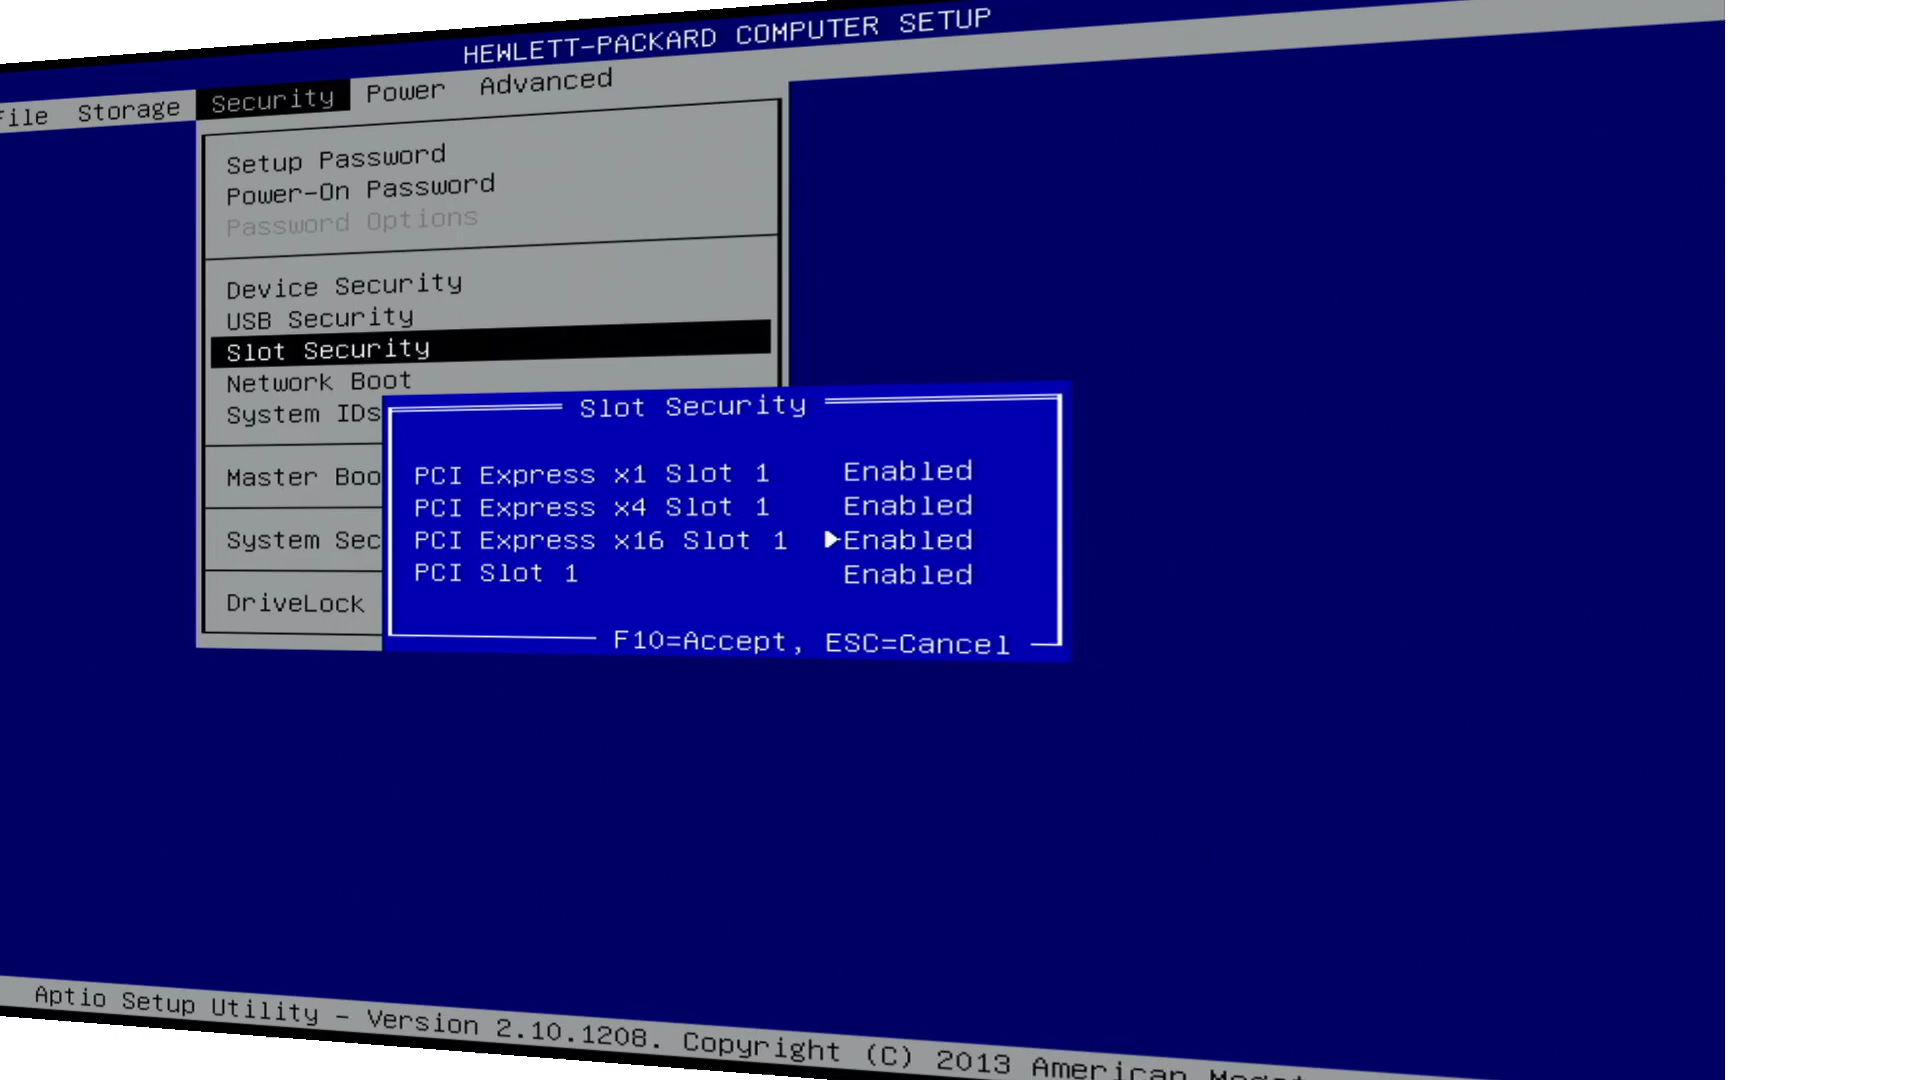 HEWLETT-PACKARD COMPUTER SETUP
File Storage Security Power Advanced
Setup Password
Power-On Password
Password Options
Device Security
USB Security
Slot Security
Network Boot
System IDs
Master Boo
System Sec
DriveLock
Slot Security
PCI Express x1 Slot 1 Enabled
PCI Express x4 Slot 1 Enabled
PCI Express x16 Slot 1 ▶Enabled
PCI Slot 1 Enabled
F10=Accept, ESC=Cancel
Aptio Setup Utility - Version 2.10.1208. Copyright (C) 2013 American